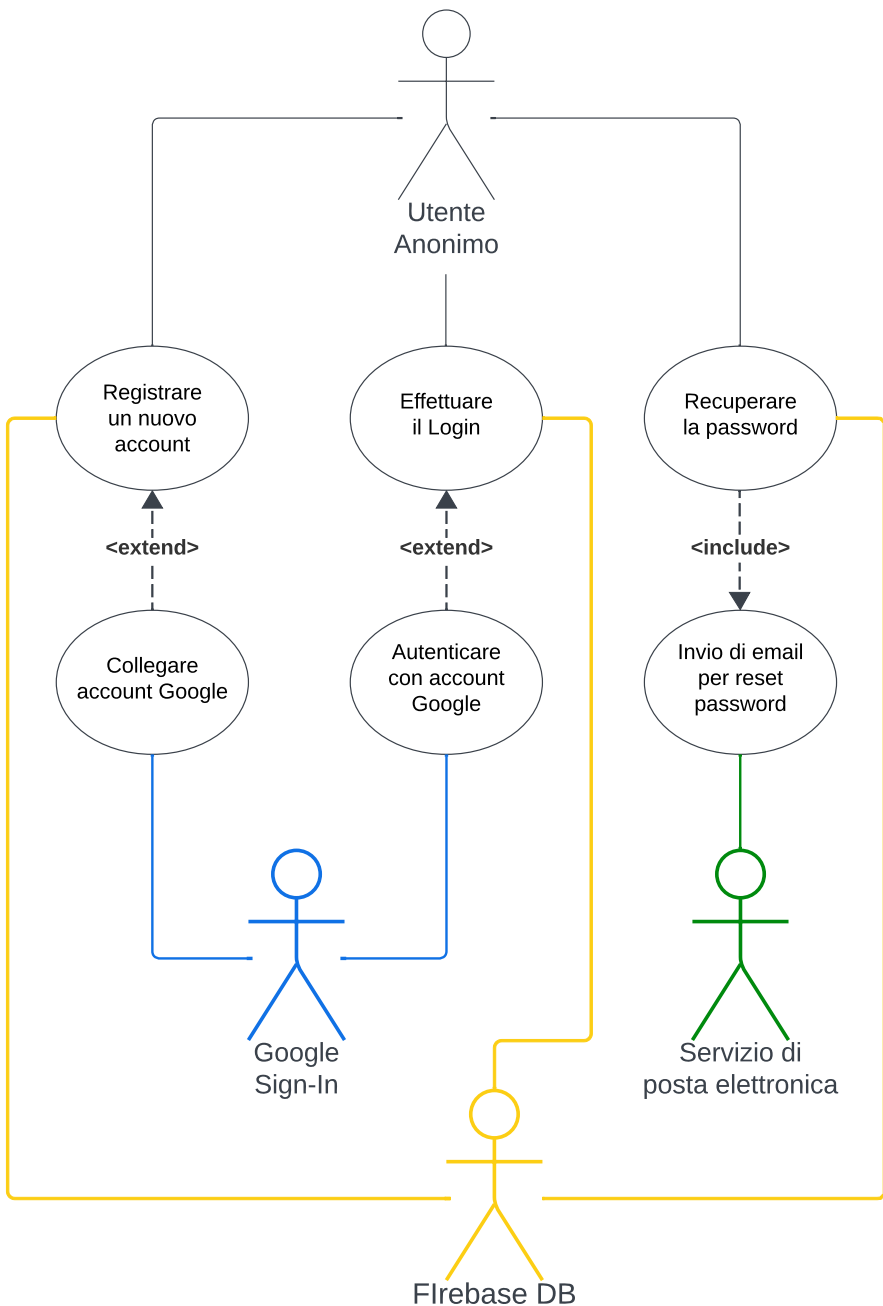 Utente
Anonimo
Registrare
un nuovo
account
Effettuare
il Login
Recuperare
la password
<extend>
<extend>
<include>
Collegare
account Google
Autenticare
con account
Google
Invio di email
per reset
password
Google
Sign-In
Servizio di
posta elettronica
FIrebase DB